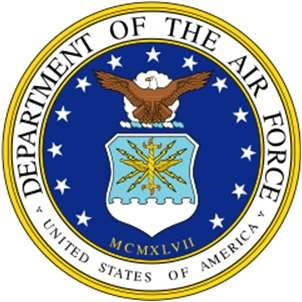 DEPARTMENT OF THE AIR FORCE
MCMXLVII
UNITED STATES OF AMERICA